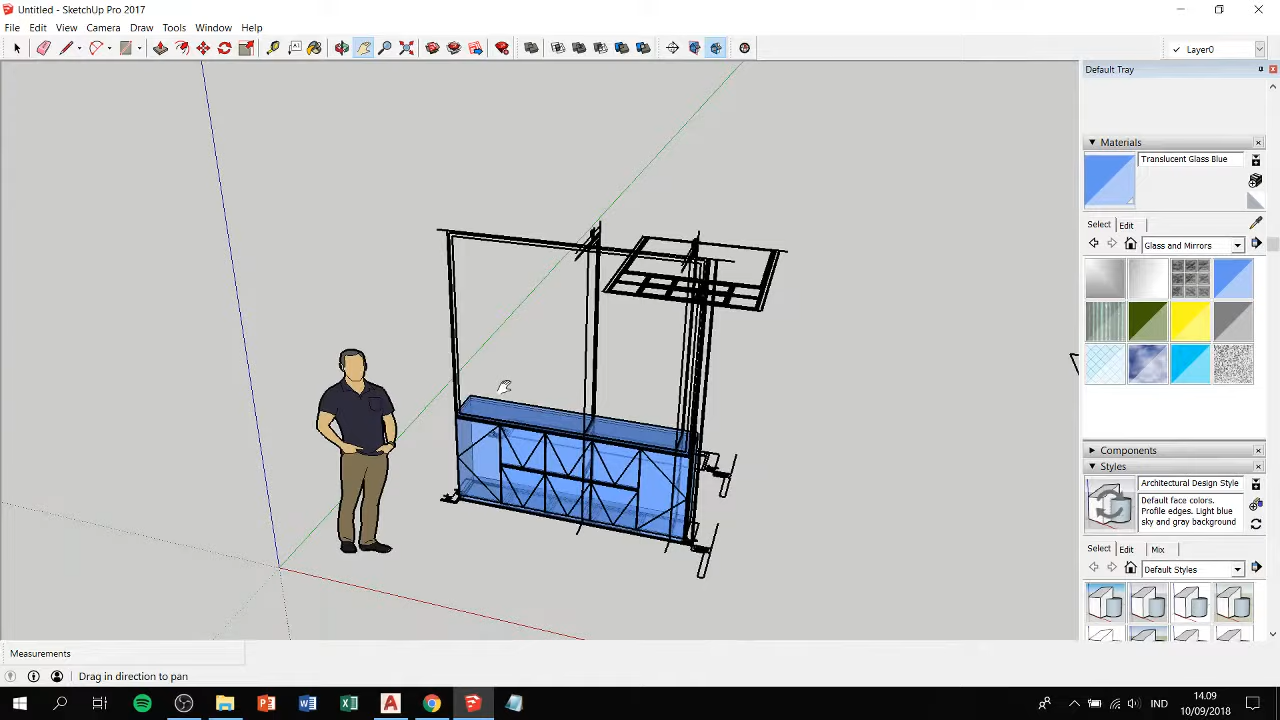 Untitled - SketchUp Pro 2017
File Edit View Camera Draw Tools Window Help
Layer0
Default Tray
Materials
Translucent Glass Blue
Select Edit
Glass and Mirrors
Components
Styles
Architectural Design Style
Default face colors.
Profile edges. Light blue
sky and gray background
Select Edit Mix
Default Styles
Measurements
Drag in direction to pan
IND
14.09
10/09/2018